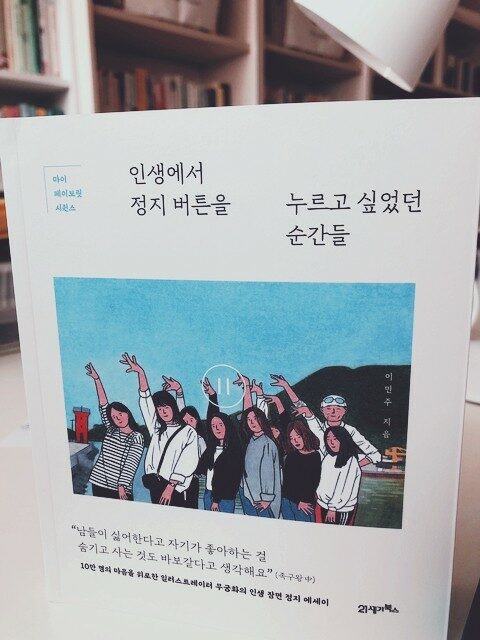 마이
페이보릿
시퀀스
인생에서
정지 버튼을
누르고 싶었던
순간들
이민주 지음
“남들이 싫어한다고 자기가 좋아하는 걸
숨기고 사는 것도 바보같다고 생각해요” (족구왕 中)
10만 명의 마음을 위로한 일러스트레이터 무궁화의 인생 장면 정지 에세이
21세기북스